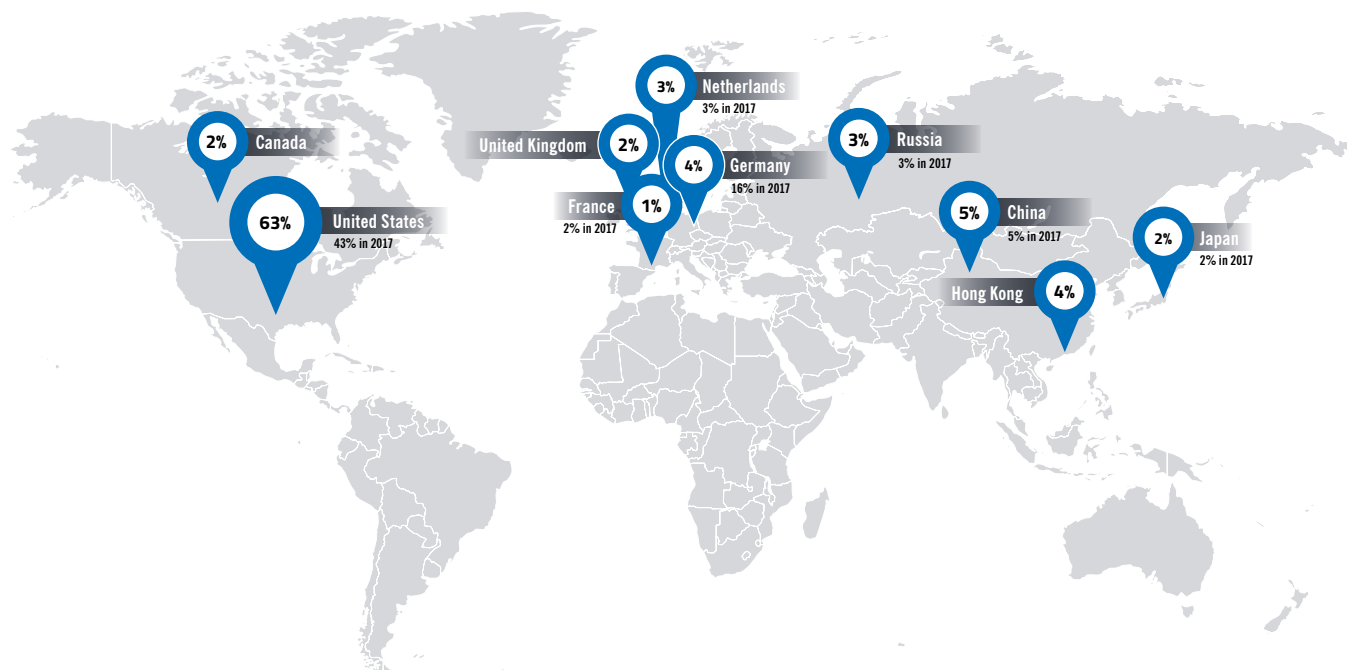 3%
Netherlands
3% in 2017
2%
Canada
United Kingdom
2%
4%
Germany
16% in 2017
3%
Russia
3% in 2017
63%
United States
43% in 2017
France
2% in 2017
1%
5%
China
5% in 2017
2%
Japan
2% in 2017
Hong Kong
4%